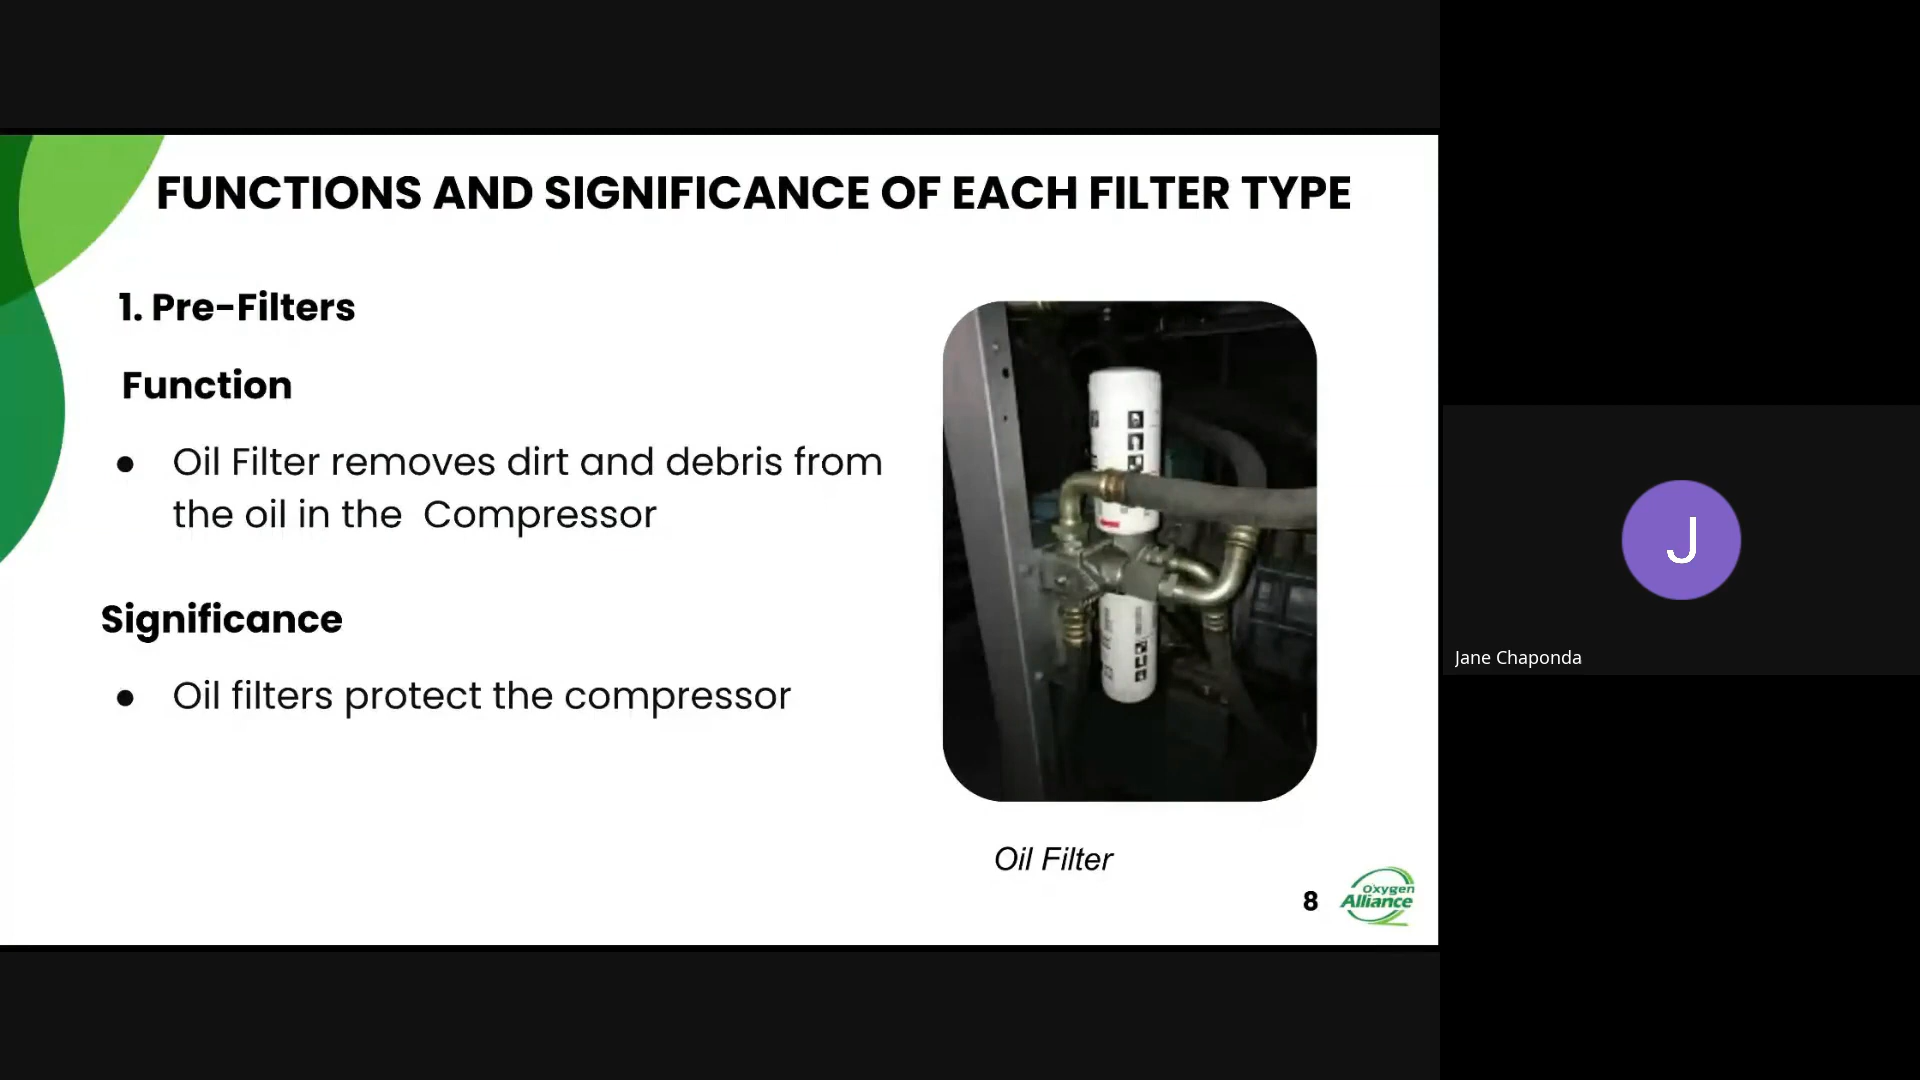 FUNCTIONS AND SIGNIFICANCE OF EACH FILTER TYPE
1. Pre-Filters
Function
● Oil Filter removes dirt and debris from
the oil in the  Compressor
Significance
● Oil filters protect the compressor
Oil Filter
8
Oxygen
Alliance
J
Jane Chaponda